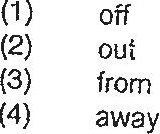 (1) off
(2) out
(3) from
(4) away